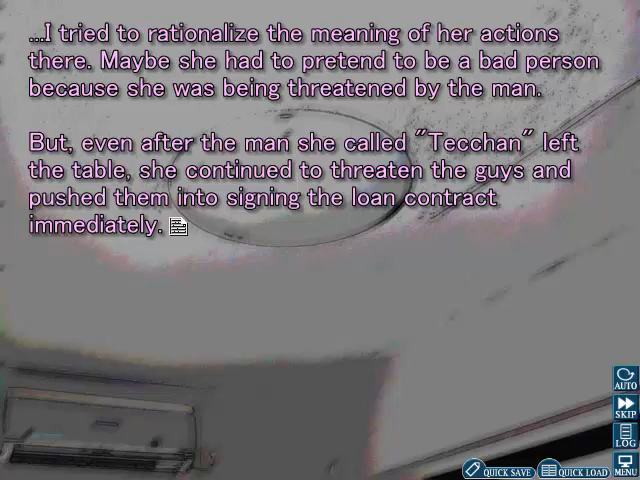 ...I tried to rationalize the meaning of her actions
there. Maybe she had to pretend to be a bad person
because she was being threatened by the man.
But, even after the man she called "Tecchan" left
the table, she continued to threaten the guys and
pushed them into signing the loan contract
immediately.
AUTO
SKIP
LOG
MENU
QUICK SAVE
QUICK LOAD